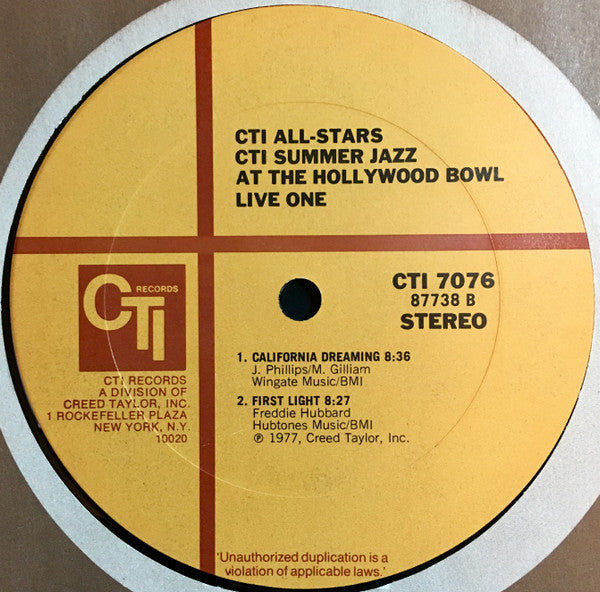 CTI ALL-STARS
CTI SUMMER JAZZ
AT THE HOLLYWOOD BOWL
LIVE ONE
CTI
RECORDS
CTI RECORDS
A DIVISION OF
CREED TAYLOR, INC.
1 ROCKEFELLER PLAZA
NEW YORK, N.Y.
10020
CTI 7076
87738 B
STEREO
1. CALIFORNIA DREAMING 8:36
J. Phillips/M. Gilliam
Wingate Music/BMI
2. FIRST LIGHT 8:27
Freddie Hubbard
Hubtones Music/BMI
℗ 1977, Creed Taylor, Inc.
'Unauthorized duplication is a
violation of applicable laws.'